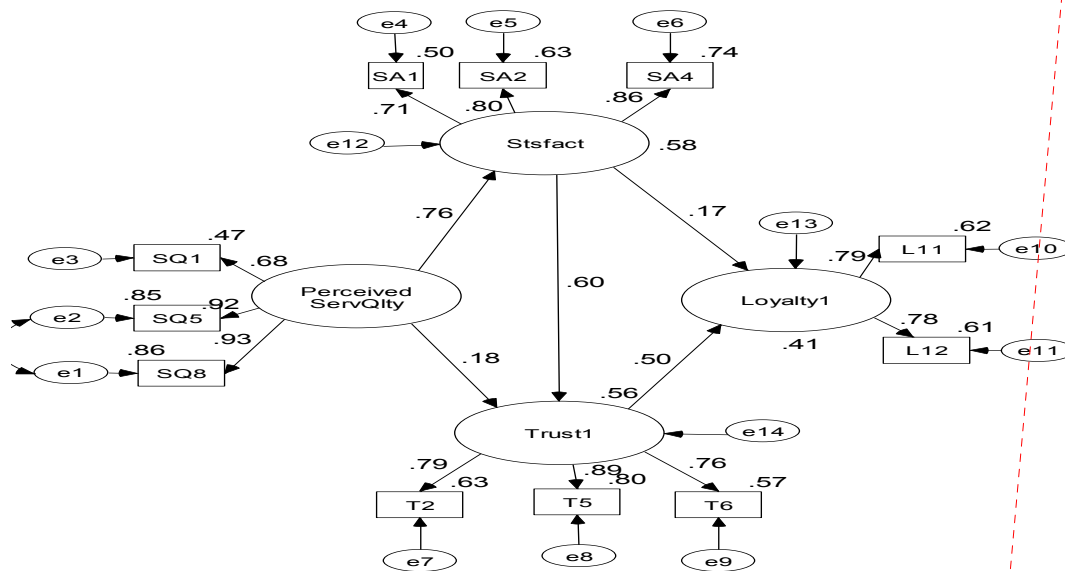 e4
e5
e6
.50
.63
.74
SA1
SA2
SA4
.71
.80
.86
e12
Stsfact
.58
.76
.17
e13
.62
e3
.47
SQ1
.68
.79
L11
e10
Perceived
ServQlty
.60
Loyalty1
.85
.92
e2
SQ5
.78
.61
.93
.41
L12
e11
.86
e1
SQ8
.18
.50
.56
Trust1
e14
.79
.89
.76
.63
.80
.57
T2
T5
T6
e7
e8
e9